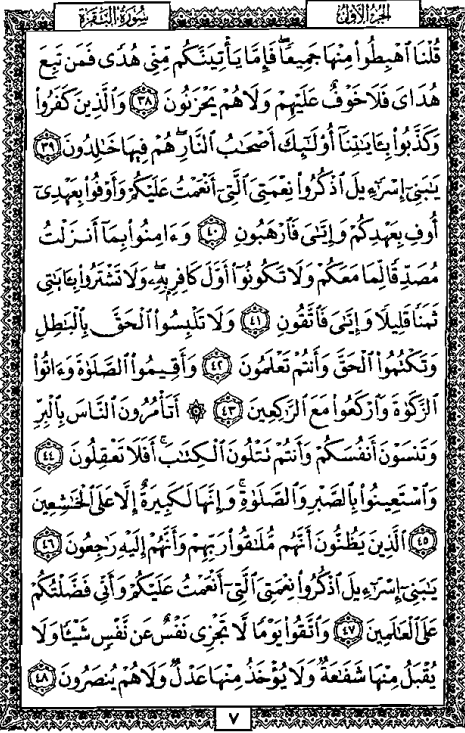 سُورَةُ البَقَرَةِ الجُزءُ الأوَّلُ
قُلْنَا ٱهْبِطُواْ مِنْهَا جَمِيعًاۖ فَإِمَّا يَأْتِيَنَّكُم مِّنِّى هُدًى فَمَن تَبِعَ
هُدَاىَ فَلَا خَوْفٌ عَلَيْهِمْ وَلَا هُمْ يَحْزَنُونَ ٣٨ وَٱلَّذِينَ كَفَرُواْ
وَكَذَّبُواْ بِـَٔايَـٰتِنَآ أُوْلَـٰٓئِكَ أَصْحَـٰبُ ٱلنَّارِۖ هُمْ فِيهَا خَـٰلِدُونَ ٣٩
يَـٰبَنِىٓ إِسْرَٰٓءِيلَ ٱذْكُرُواْ نِعْمَتِىَ ٱلَّتِىٓ أَنْعَمْتُ عَلَيْكُمْ وَأَوْفُواْ بِعَهْدِىٓ
أُوفِ بِعَهْدِكُمْ وَإِيَّـٰىَ فَٱرْهَبُونِ ٤٠ وَءَامِنُواْ بِمَآ أَنزَلْتُ
مُصَدِّقًا لِّمَا مَعَكُمْ وَلَا تَكُونُوٓاْ أَوَّلَ كَافِرٍۭ بِهِۦۖ وَلَا تَشْتَرُواْ بِـَٔايَـٰتِى
ثَمَنًا قَلِيلًا وَإِيَّـٰىَ فَٱتَّقُونِ ٤١ وَلَا تَلْبِسُواْ ٱلْحَقَّ بِٱلْبَـٰطِلِ
وَتَكْتُمُواْ ٱلْحَقَّ وَأَنتُمْ تَعْلَمُونَ ٤٢ وَأَقِيمُواْ ٱلصَّلَوٰةَ وَءَاتُواْ
ٱلزَّكَوٰةَ وَٱرْكَعُواْ مَعَ ٱلرَّٰكِعِينَ ٤٣ ۞ أَتَأْمُرُونَ ٱلنَّاسَ بِٱلْبِرِّ
وَتَنسَوْنَ أَنفُسَكُمْ وَأَنتُمْ تَتْلُونَ ٱلْكِتَـٰبَۚ أَفَلَا تَعْقِلُونَ ٤٤
وَٱسْتَعِينُواْ بِٱلصَّبْرِ وَٱلصَّلَوٰةِۚ وَإِنَّهَا لَكَبِيرَةٌ إِلَّا عَلَى ٱلْخَـٰشِعِينَ
٤٥ ٱلَّذِينَ يَظُنُّونَ أَنَّهُم مُّلَـٰقُواْ رَبِّهِمْ وَأَنَّهُمْ إِلَيْهِ رَٰجِعُونَ ٤٦
يَـٰبَنِىٓ إِسْرَٰٓءِيلَ ٱذْكُرُواْ نِعْمَتِىَ ٱلَّتِىٓ أَنْعَمْتُ عَلَيْكُمْ وَأَنِّى فَضَّلْتُكُمْ
عَلَى ٱلْعَـٰلَمِينَ ٤٧ وَٱتَّقُواْ يَوْمًا لَّا تَجْزِى نَفْسٌ عَن نَّفْسٍ شَيْـًٔا وَلَا
يُقْبَلُ مِنْهَا شَفَـٰعَةٌ وَلَا يُؤْخَذُ مِنْهَا عَدْلٌ وَلَا هُمْ يُنصَرُونَ ٤٨
٧